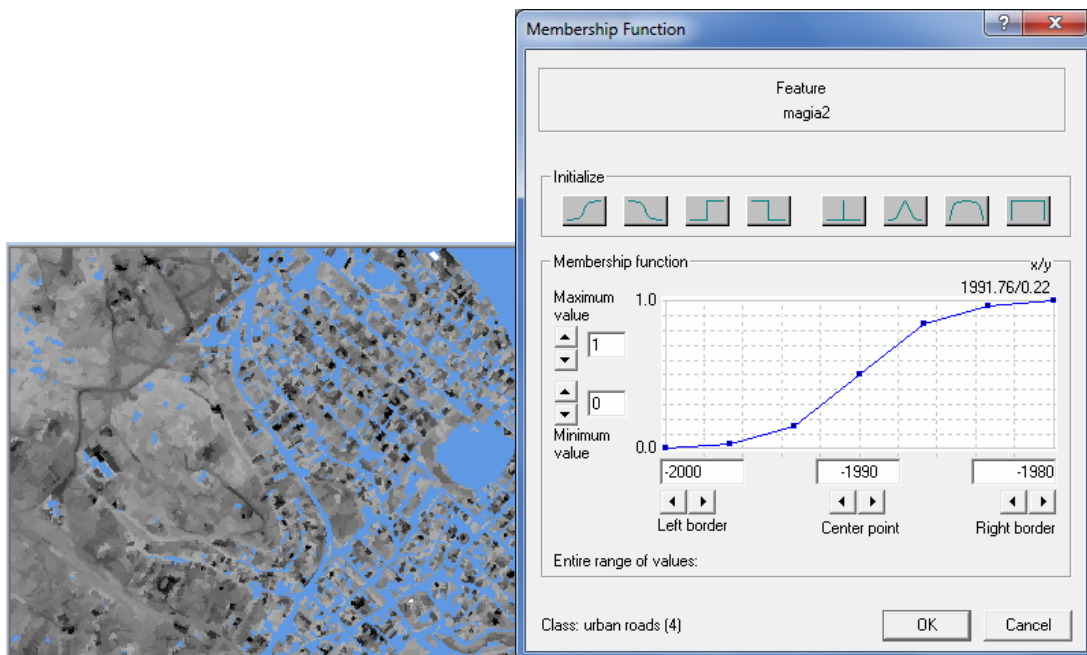 Membership Function
Feature
magia2
Initialize
Membership function
x/y
1991.76/0.22
Maximum
value
1
0
Minimum
value
1.0
0.0
-2000
-1990
-1980
Left border
Center point
Right border
Entire range of values:
Class: urban roads (4)
OK
Cancel